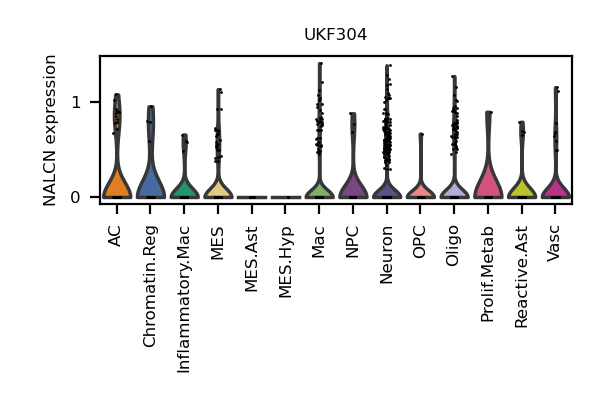 UKF304
NALCN expression
1
0
AC
Chromatin.Reg
Inflammatory.Mac
MES
MES.Ast
MES.Hyp
Mac
NPC
Neuron
OPC
Oligo
Prolif.Metab
Reactive.Ast
Vasc